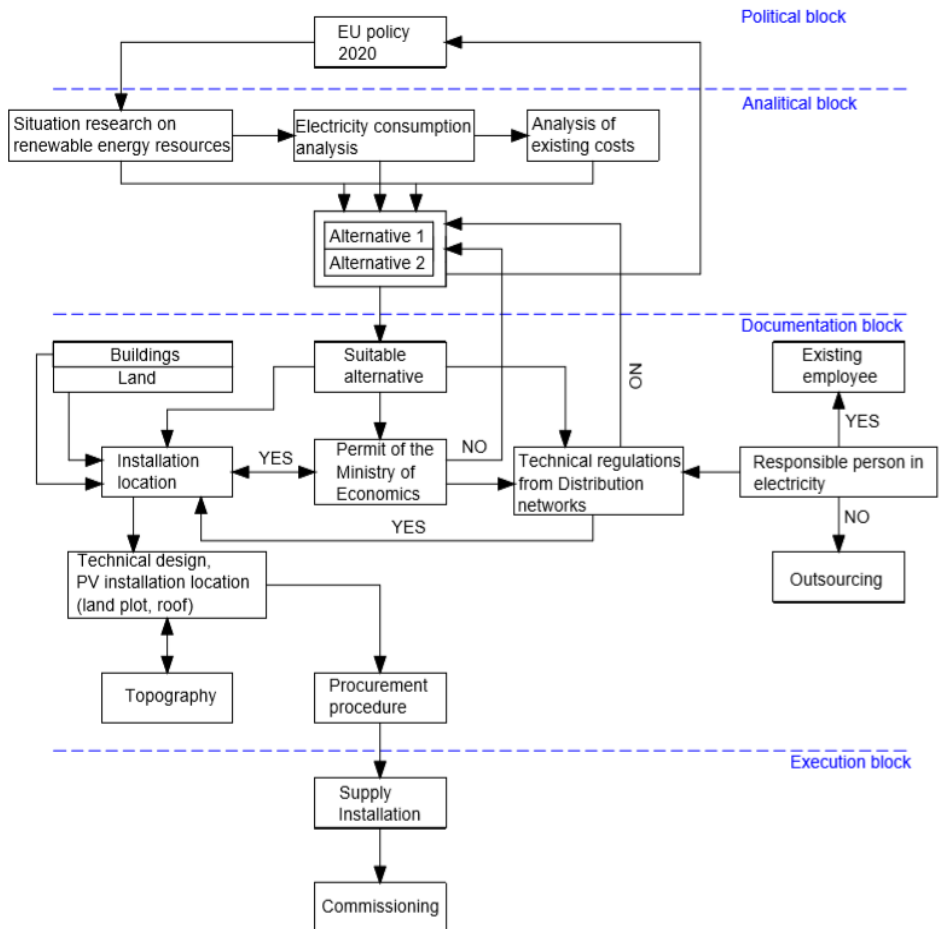 Political block
EU policy
2020
Analitical block
Situation research on
renewable energy resources
Electricity consumption
analysis
Analysis of
existing costs
Alternative 1
Alternative 2
Documentation block
Buildings
Land
Suitable
alternative
Existing
employee
NO
YES
Installation
location
YES
Permit of the
Ministry of
Economics
NO
Technical regulations
from Distribution
networks
Responsible person in
electricity
YES
NO
Technical design,
PV installation location
(land plot, roof)
Outsourcing
Topography
Procurement
procedure
Execution block
Supply
Installation
Commissioning